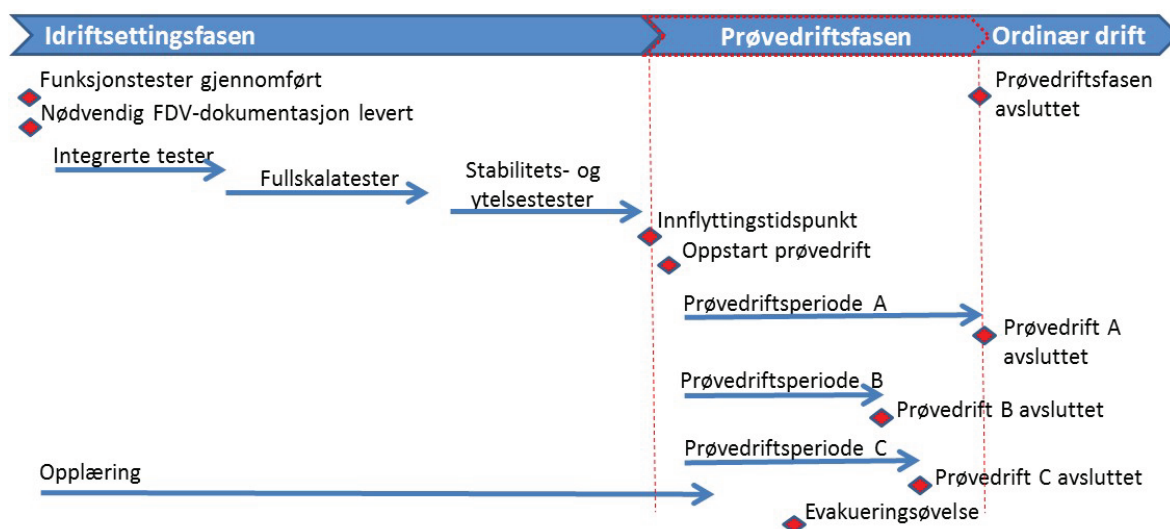 Idriftsettingsfasen
Prøvedriftsfasen
Ordinær drift
Funksjonstester gjennomført
Nødvendig FDV-dokumentasjon levert
Prøvedriftsfasen
avsluttet
Integrerte tester
Fullskalatester
Stabilitets- og
ytelsestester
Innflyttingstidspunkt
Oppstart prøvedrift
Prøvedriftsperiode A
Prøvedrift A
avsluttet
Prøvedriftsperiode B
Prøvedrift B avsluttet
Prøvedriftsperiode C
Opplæring
Prøvedrift C avsluttet
Evakueringsøvelse